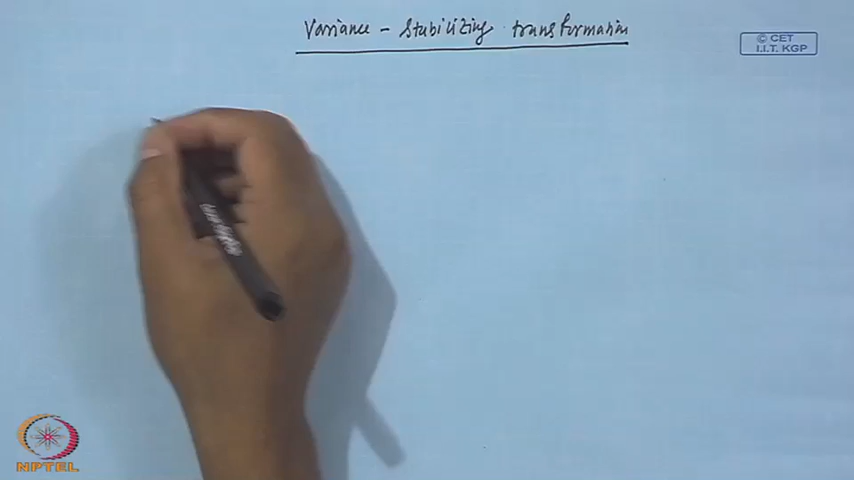 Variance - Stabilizing transformation
© CET
I.I.T. KGP
NPTEL